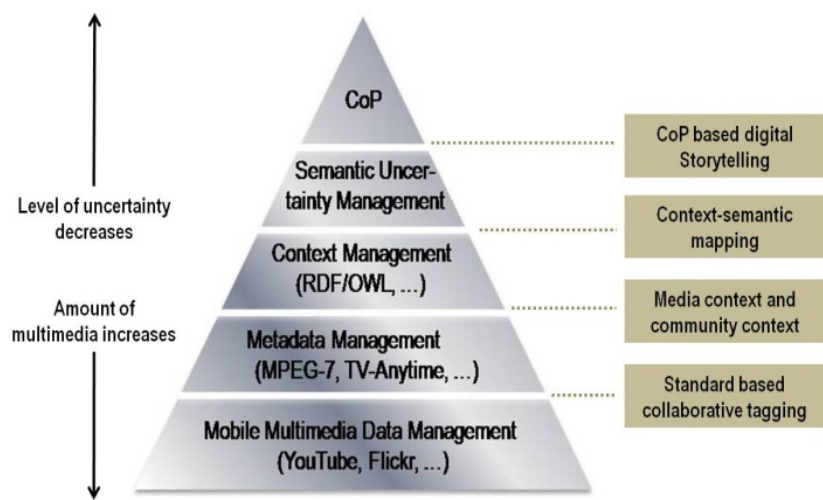 CoP
Semantic Uncer-
tainty Management
Context Management
(RDF/OWL, ...)
Metadata Management
(MPEG-7, TV-Anytime, ...)
Mobile Multimedia Data Management
(YouTube, Flickr, ...)
Level of uncertainty
decreases
Amount of
multimedia increases
CoP based digital
Storytelling
Context-semantic
mapping
Media context and
community context
Standard based
collaborative tagging